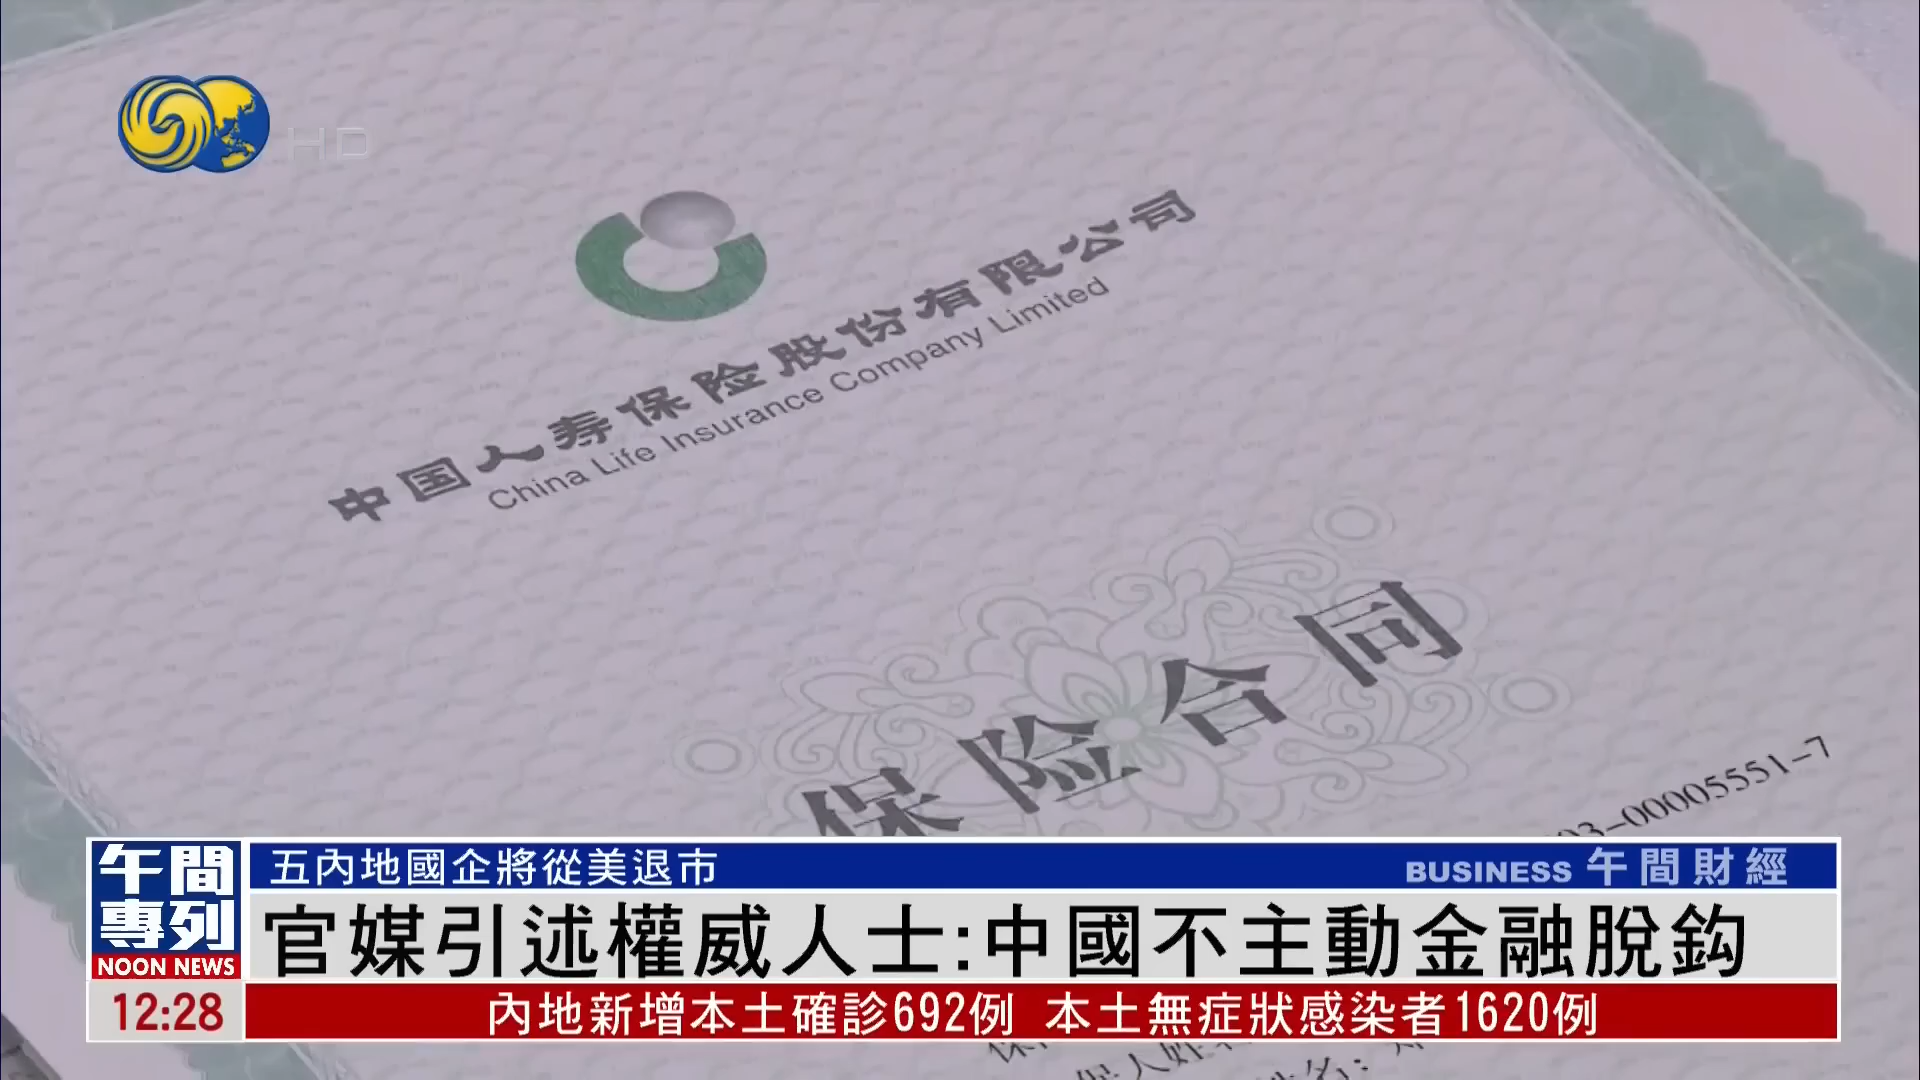 HD
中国人寿保险股份有限公司
China Life Insurance Company Limited
保险合同
03-00005551-7
午間專列
NOON NEWS
12:28
五內地國企將從美退市
BUSINESS 午間財經
官媒引述權威人士:中國不主動金融脫鈎
內地新增本土確診692例 本土無症狀感染者1620例